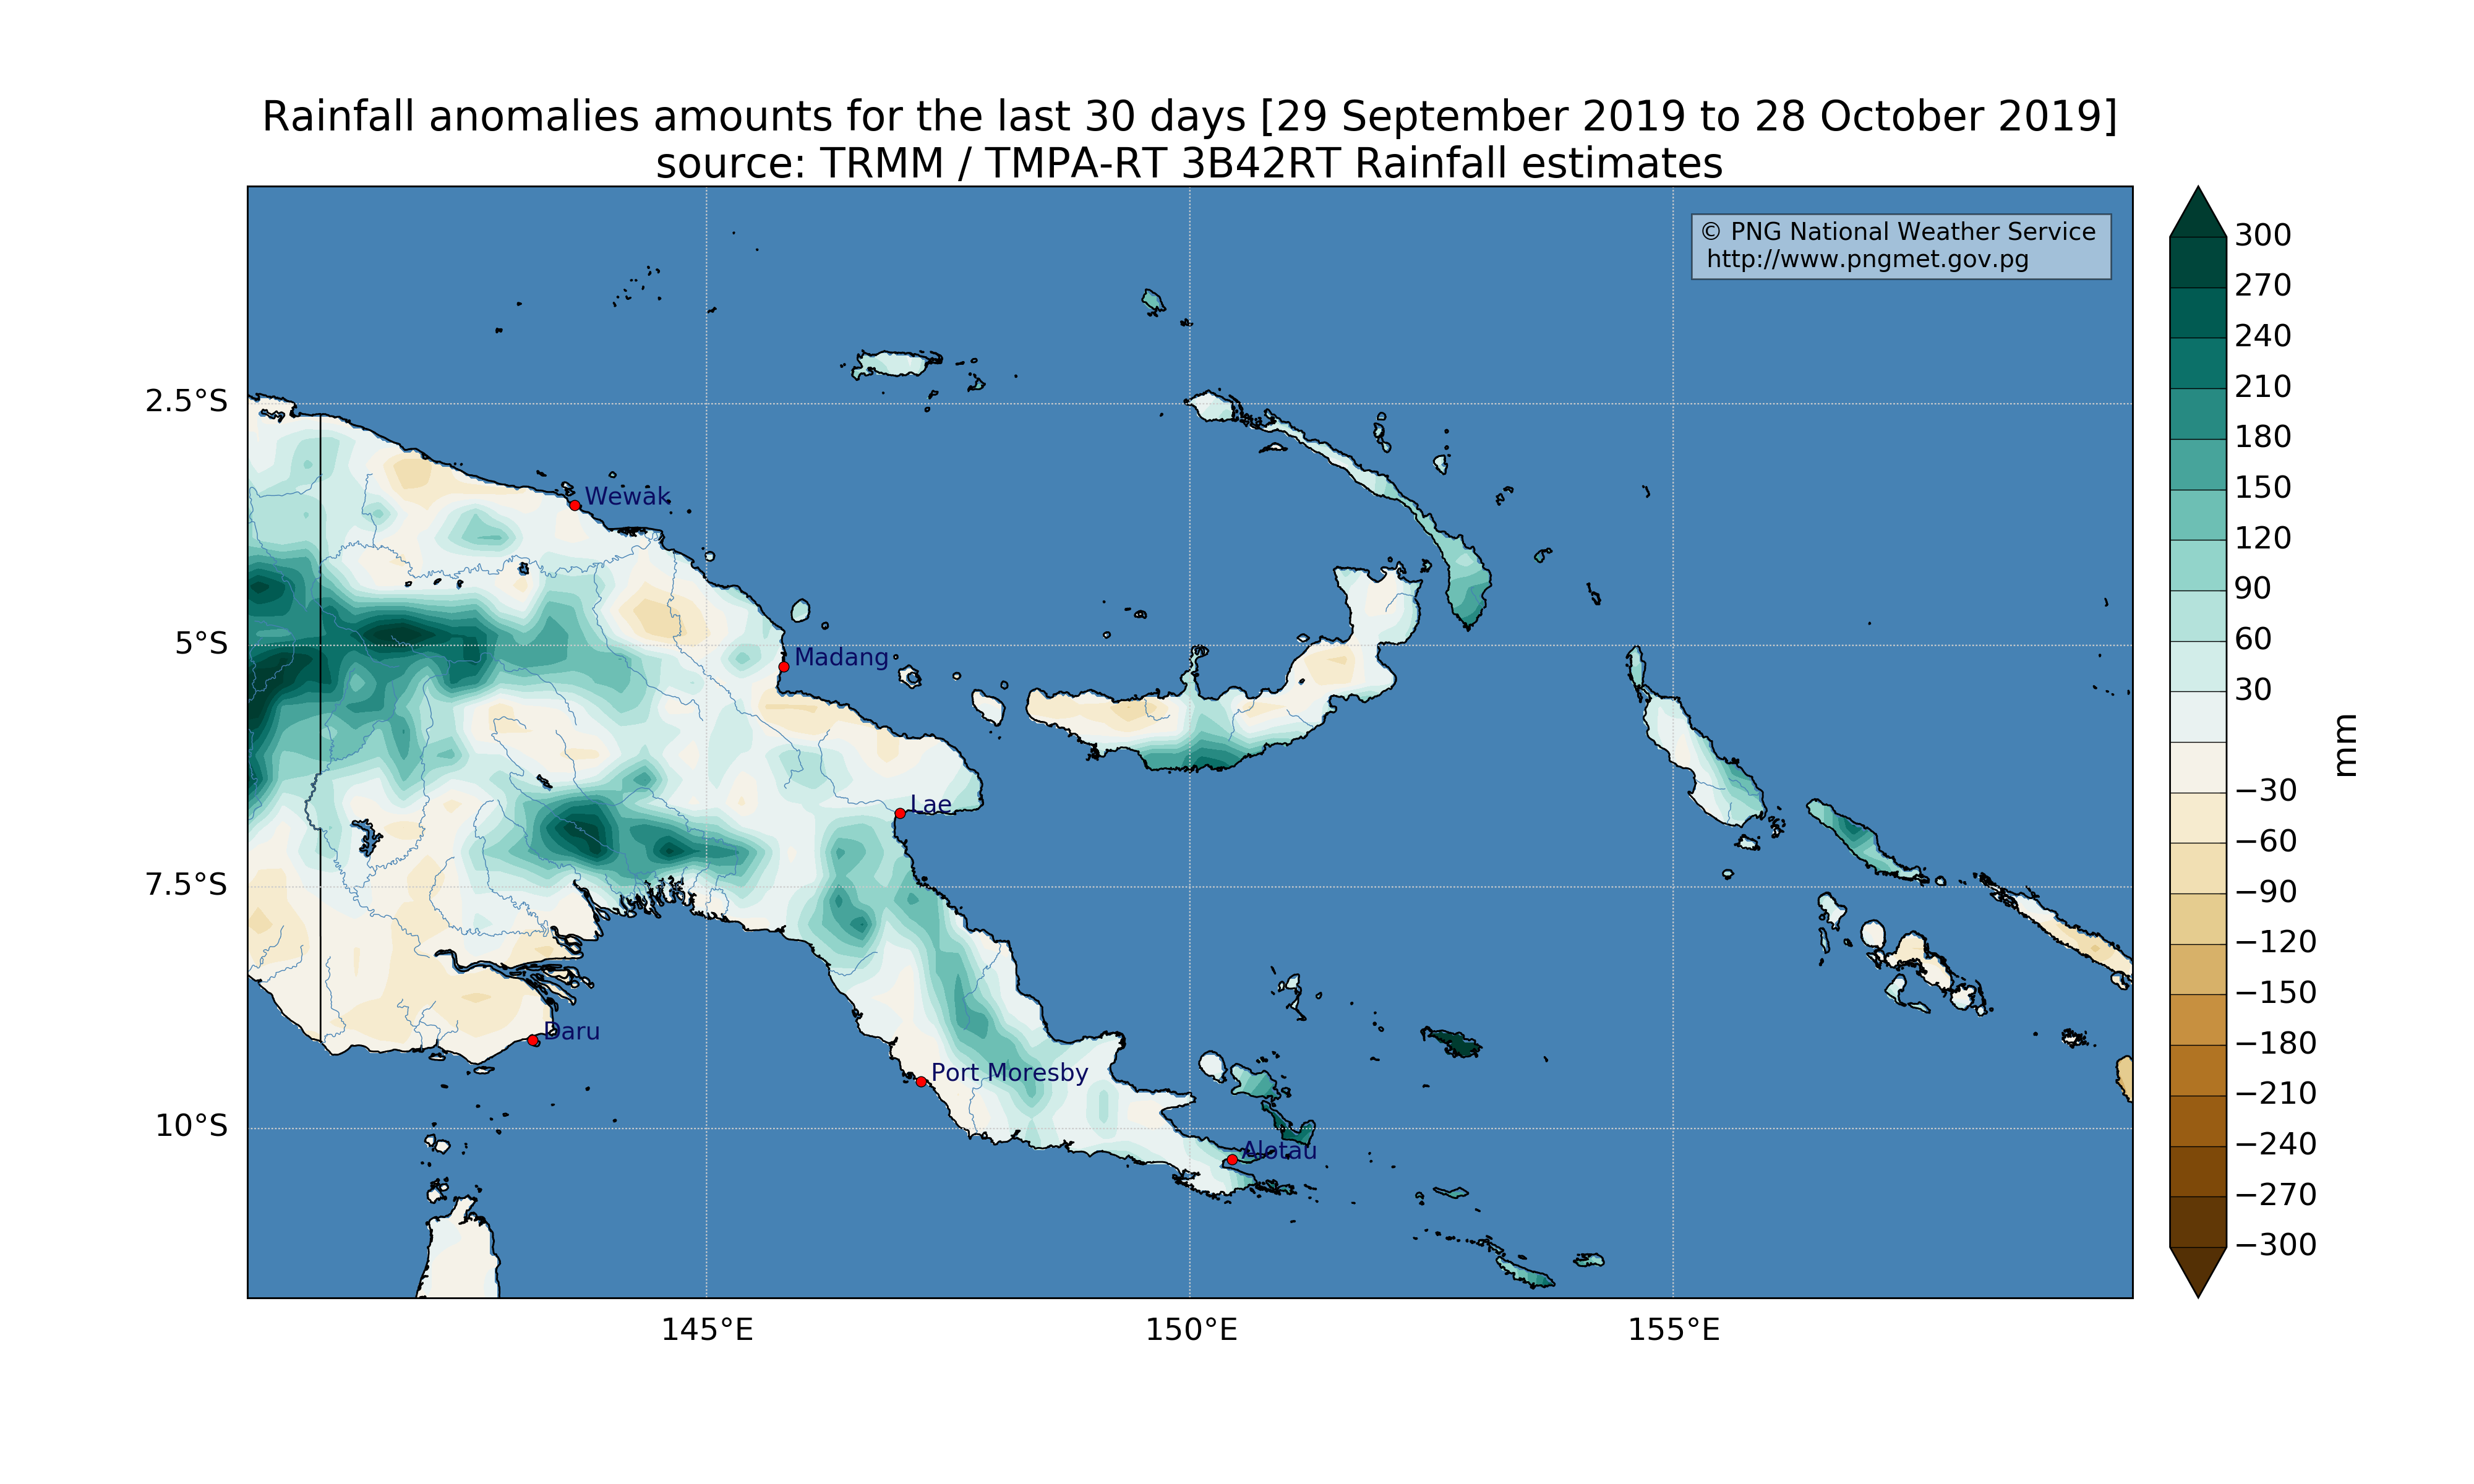 Rainfall anomalies amounts for the last 30 days [29 September 2019 to 28 October 2019]
source: TRMM / TMPA-RT 3B42RT Rainfall estimates
© PNG National Weather Service
http://www.pngmet.gov.pg
300
270
240
210
180
150
120
90
60
30
−30
−60
−90
−120
−150
−180
−210
−240
−270
−300
mm
2.5°S
5°S
7.5°S
10°S
Wewak
Madang
Lae
Daru
Port Moresby
Alotau
145°E
150°E
155°E